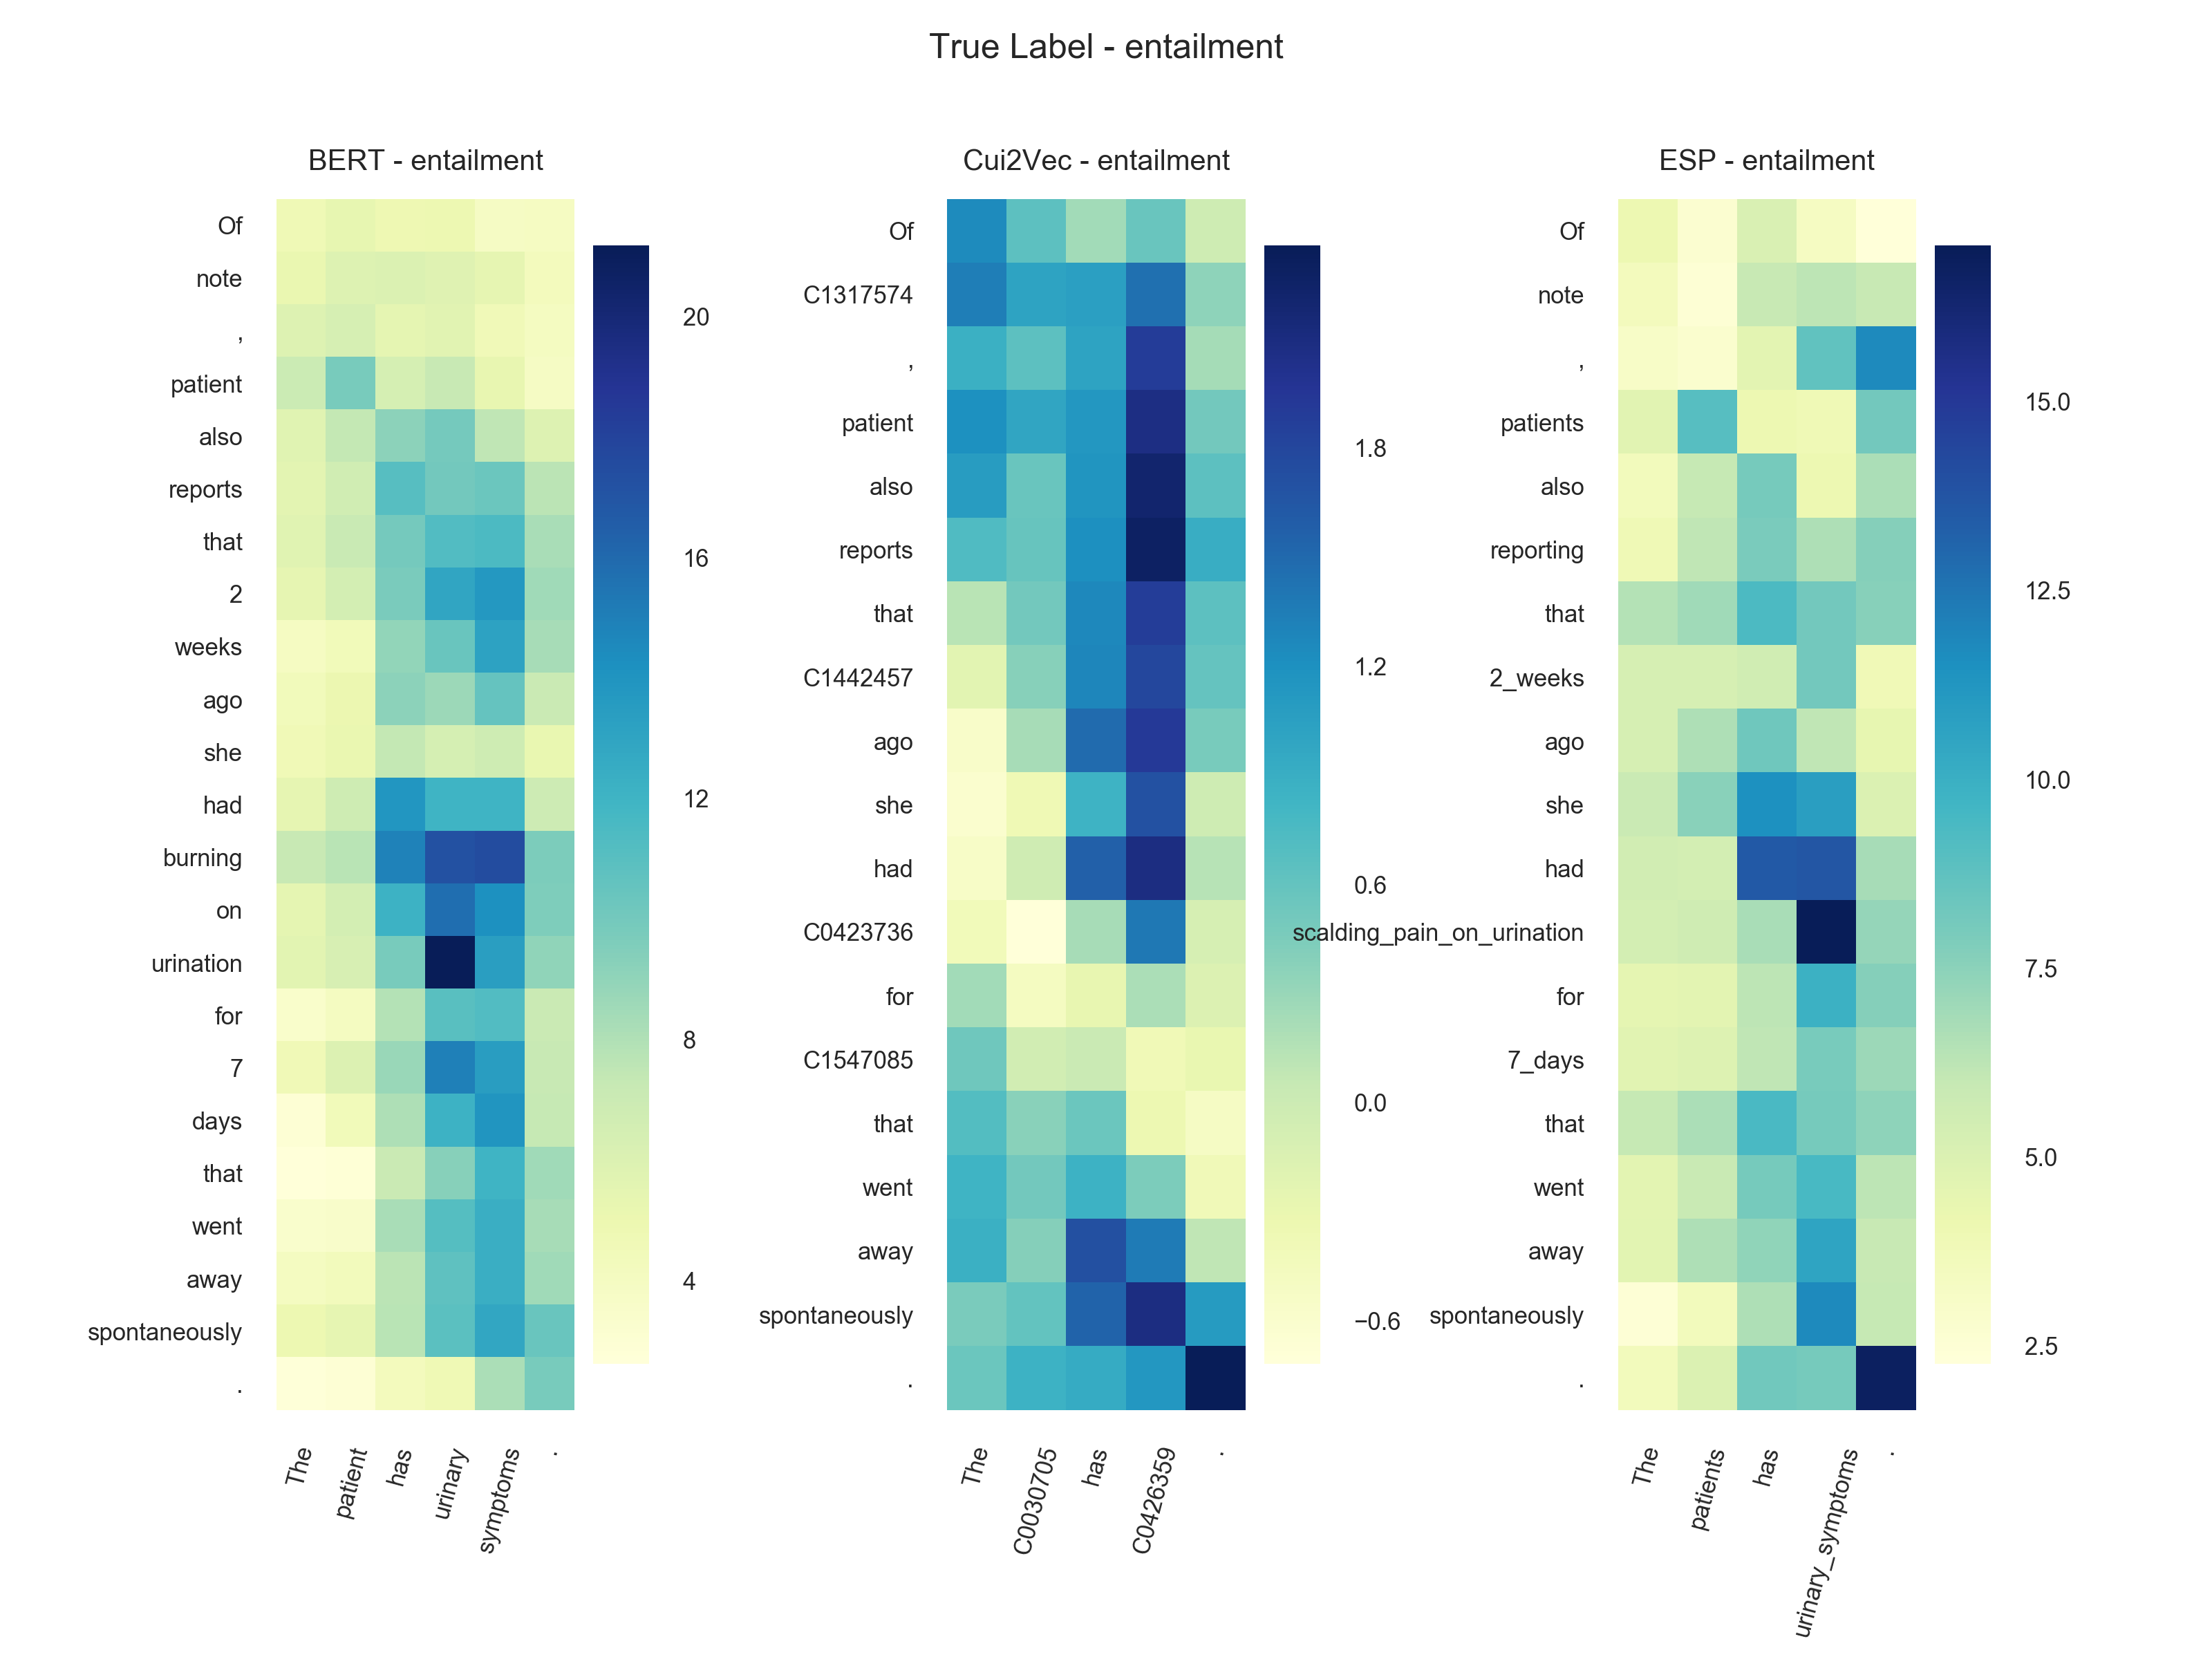 True Label - entailment
BERT - entailment
Of
note
,
patient
also
reports
that
2
weeks
ago
she
had
burning
on
urination
for
7
days
that
went
away
spontaneously
.
The
patient
has
urinary
symptoms
.
20
16
12
8
4
Cui2Vec - entailment
Of
C1317574
,
patient
also
reports
that
C1442457
ago
she
had
C0423736
for
C1547085
that
went
away
spontaneously
.
The
C0030705
has
C0426359
.
1.8
1.2
0.6
0.0
−0.6
ESP - entailment
Of
note
,
patients
also
reporting
that
2_weeks
ago
she
had
scalding_pain_on_urination
for
7_days
that
went
away
spontaneously
.
The
patients
has
urinary_symptoms
.
15.0
12.5
10.0
7.5
5.0
2.5